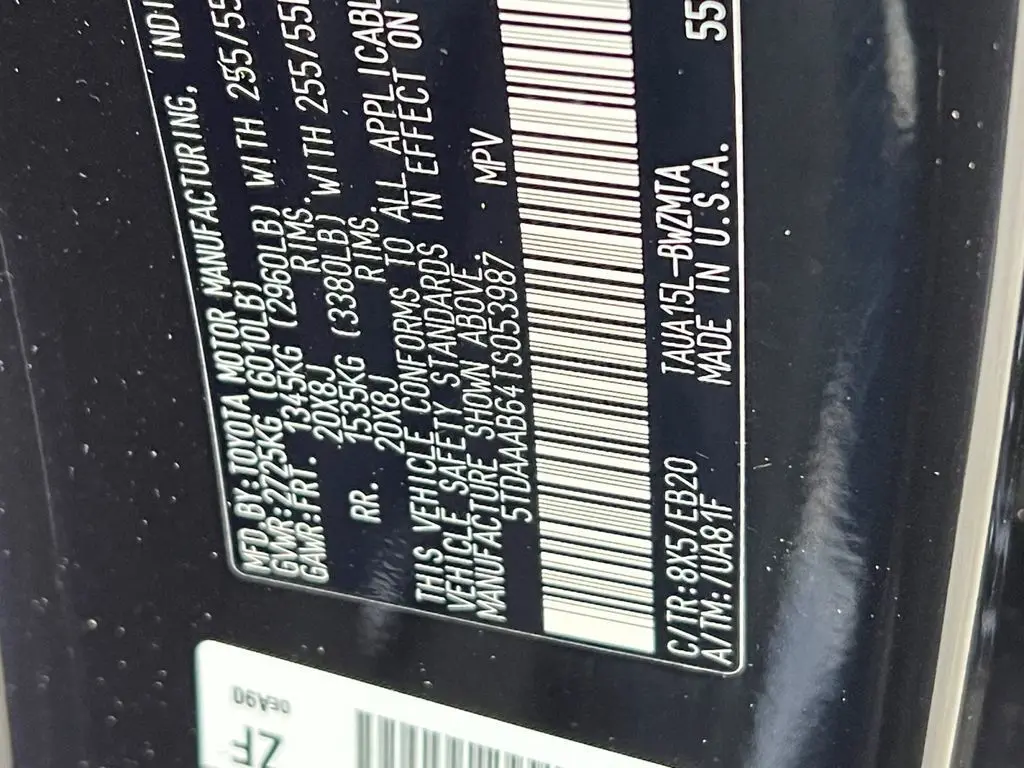 MFD.BY:TOYOTA MOTOR MANUFACTURING, INDI
GVWR:2725KG (6010LB)
GAWR:FRT. 1345KG (2960LB) WITH 255/55
20X8J RIMS.
RR. 1535KG (3380LB) WITH 255/55
20X8J RIMS.
THIS VEHICLE CONFORMS TO ALL APPLICABL
VEHICLE SAFETY STANDARDS IN EFFECT ON
MANUFACTURE SHOWN ABOVE.
5TDAAAB64TS053987 MPV
C/TR:8X5/EB20 TAUA15L-BWZMTA
A/TM:/UA81F MADE IN U.S.A. 55
0EA90
ZF